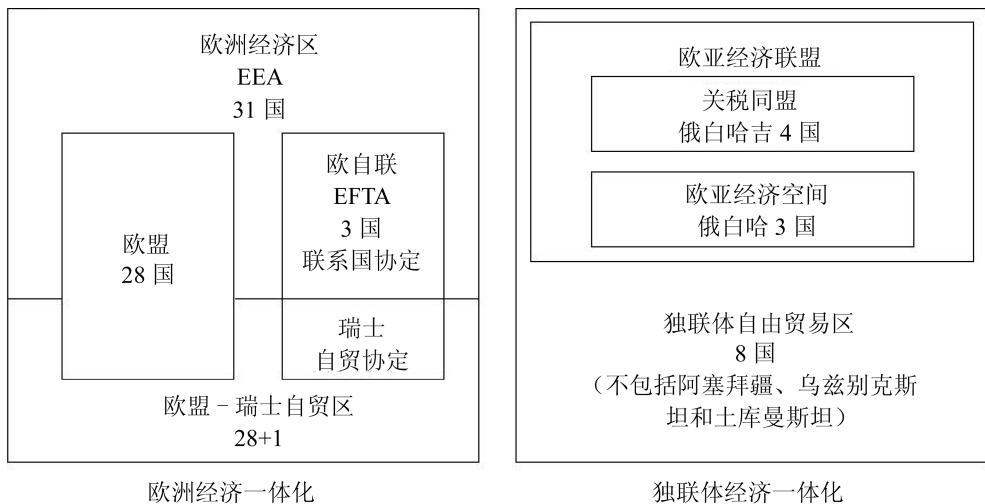 欧洲经济区
EEA
31 国
欧盟
28 国
欧自联
EFTA
3 国
联系国协定
瑞士
自贸协定
欧盟–瑞士自贸区
28+1
欧洲经济一体化
欧亚经济联盟
关税同盟
俄白哈吉 4 国
欧亚经济空间
俄白哈 3 国
独联体自由贸易区
8 国
（不包括阿塞拜疆、乌兹别克斯
坦和土库曼斯坦）
独联体经济一体化